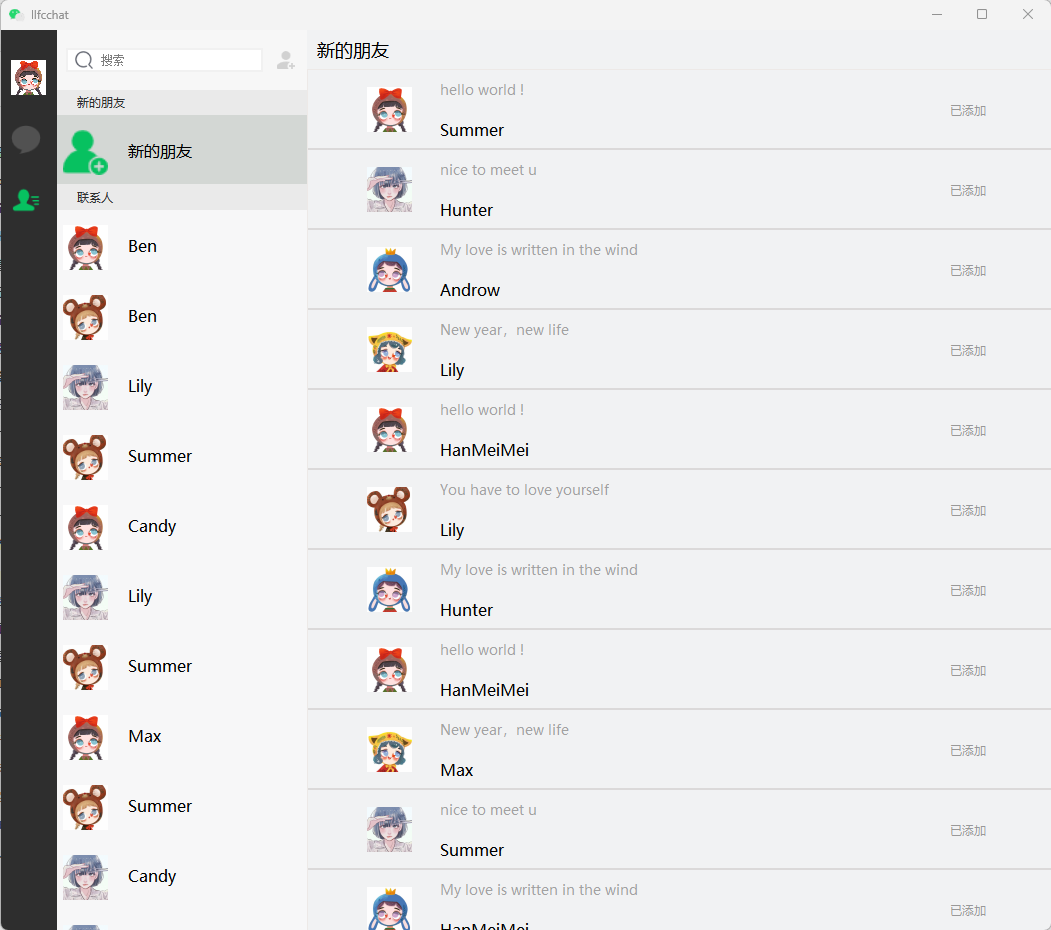 llfcchat
搜索
新的朋友
新的朋友
联系人
Ben
Ben
Lily
Summer
Candy
Lily
Summer
Max
Summer
Candy
新的朋友
hello world !
Summer
已添加
nice to meet u
Hunter
已添加
My love is written in the wind
Androw
已添加
New year，new life
Lily
已添加
hello world !
HanMeiMei
已添加
You have to love yourself
Lily
已添加
My love is written in the wind
Hunter
已添加
hello world !
HanMeiMei
已添加
New year，new life
Max
已添加
nice to meet u
Summer
已添加
My love is written in the wind
HanMeiMei
已添加